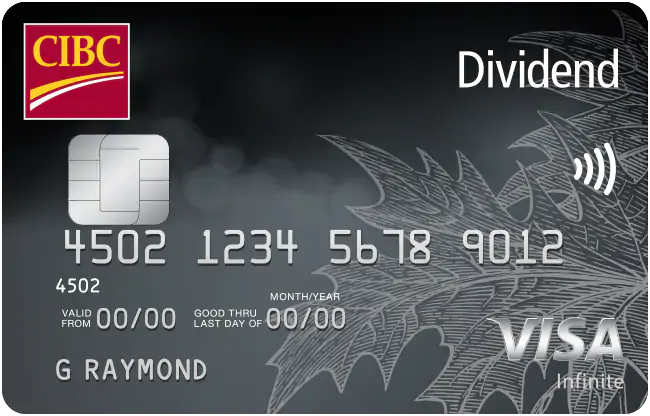 CIBC
Dividend
4502 1234 5678 9012
4502
MONTH/YEAR
VALID FROM 00/00 GOOD THRU LAST DAY OF 00/00
G RAYMOND
VISA
Infinite